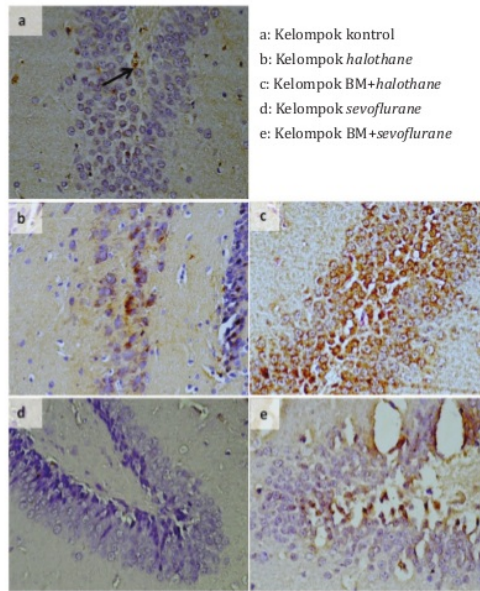 a
a: Kelompok kontrol
b: Kelompok halothane
c: Kelompok BM+halothane
d: Kelompok sevoflurane
e: Kelompok BM+sevoflurane
b
c
d
e